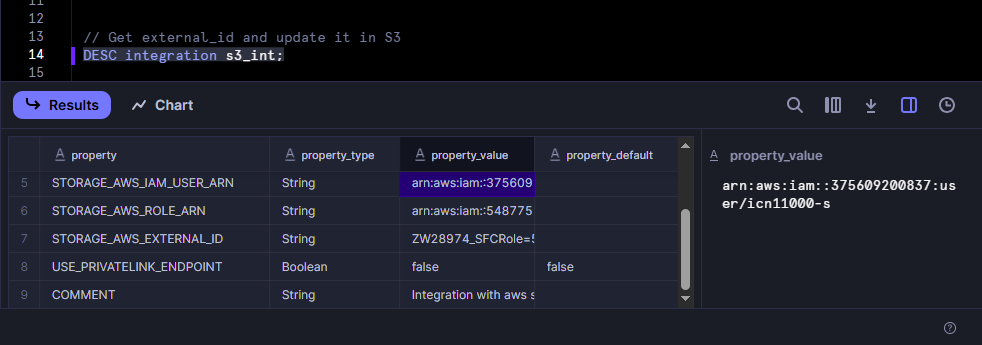 11
12
13 // Get external_id and update it in S3
14 DESC integration s3_int;
15
Results Chart
A property A property_type A property_value A property_default
5 STORAGE_AWS_IAM_USER_ARN String arn:aws:iam::375609
6 STORAGE_AWS_ROLE_ARN String arn:aws:iam::548775
7 STORAGE_AWS_EXTERNAL_ID String ZW28974_SFCRole=5
8 USE_PRIVATELINK_ENDPOINT Boolean false false
9 COMMENT String Integration with aws s
A property_value
arn:aws:iam::375609200837:us
er/icn11000-s